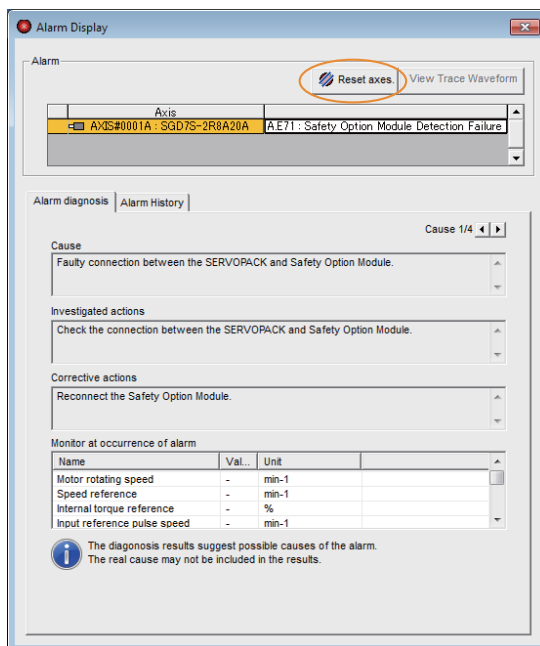 Alarm Display
Alarm
Reset axes.
View Trace Waveform
Axis
AXIS#0001A : SGD7S-2R8A20A
A.E71 : Safety Option Module Detection Failure
Alarm diagnosis
Alarm History
Cause 1/4
Cause
Faulty connection between the SERVOPACK and Safety Option Module.
Investigated actions
Check the connection between the SERVOPACK and Safety Option Module.
Corrective actions
Reconnect the Safety Option Module.
Monitor at occurrence of alarm
Name Val... Unit
Motor rotating speed - min-1
Speed reference - min-1
Internal torque reference - %
Input reference pulse speed - min-1
The diagonosis results suggest possible causes of the alarm.
The real cause may not be included in the results.